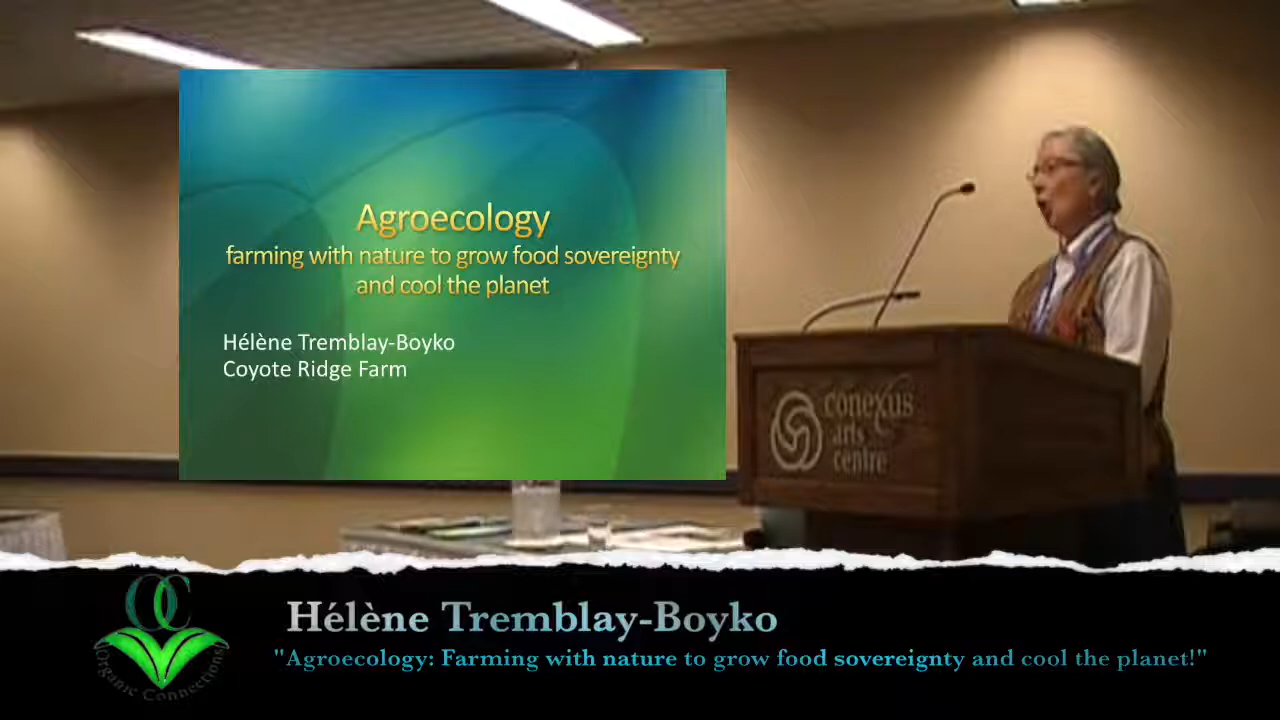 Agroecology
farming with nature to grow food sovereignty
and cool the planet
Hélène Tremblay-Boyko
Coyote Ridge Farm
conexus
arts
centre
OC
Organic Connections
Hélène Tremblay-Boyko
"Agroecology: Farming with nature to grow food sovereignty and cool the planet!"